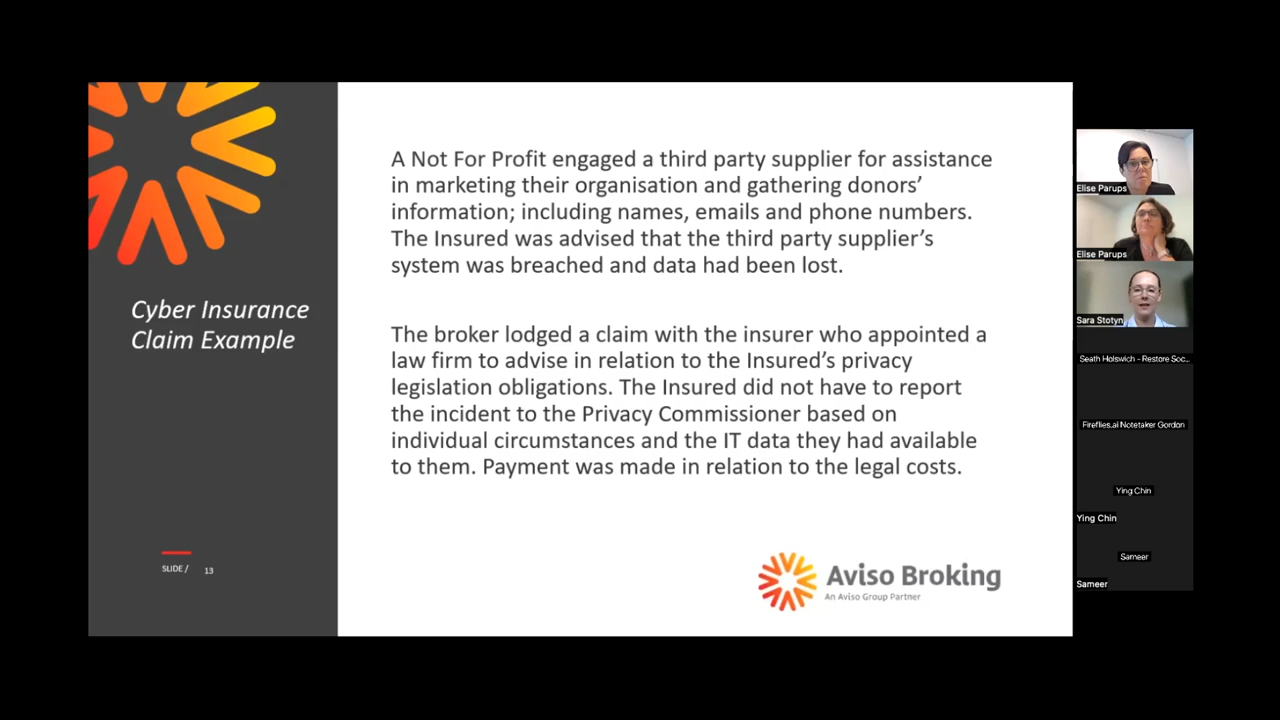 Cyber Insurance
Claim Example
SLIDE / 13
A Not For Profit engaged a third party supplier for assistance
in marketing their organisation and gathering donors’
information; including names, emails and phone numbers.
The Insured was advised that the third party supplier’s
system was breached and data had been lost.
The broker lodged a claim with the insurer who appointed a
law firm to advise in relation to the Insured’s privacy
legislation obligations. The Insured did not have to report
the incident to the Privacy Commissioner based on
individual circumstances and the IT data they had available
to them. Payment was made in relation to the legal costs.
Aviso Broking
An Aviso Group Partner
Elise Parups
Elise Parups
Sara Stotyn
Seath Holswich - Restore Soc...
Fireflies.ai Notetaker Gordon
Ying Chin
Ying Chin
Sameer
Sameer